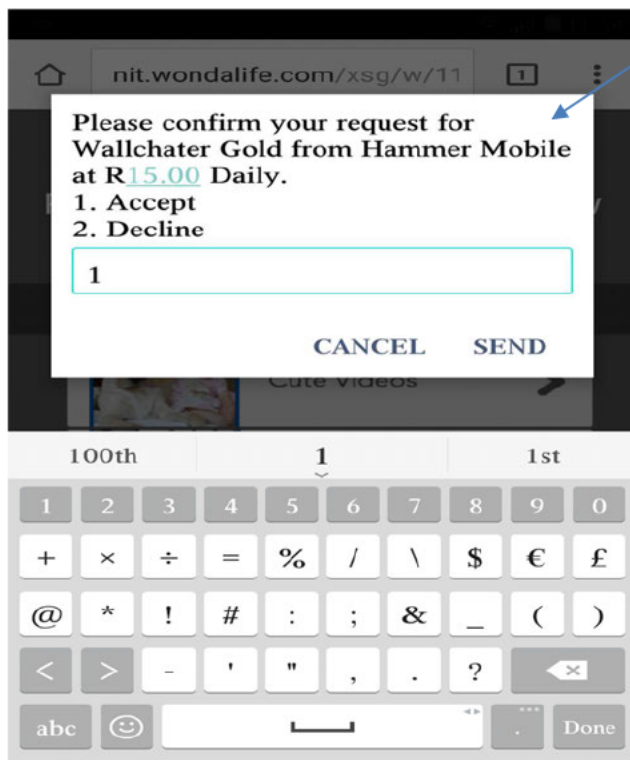 nit.wondalife.com/xsg/w/11
1
Please confirm your request for
Wallchater Gold from Hammer Mobile
at R15.00 Daily.
1. Accept
2. Decline
1
CANCEL SEND
Cute Videos
100th 1 1st
1 2 3 4 5 6 7 8 9 0
+ × ÷ = % / \ $ € £
@ * ! # : ; & _ ( )
< > - ' " , . ?
abc . Done